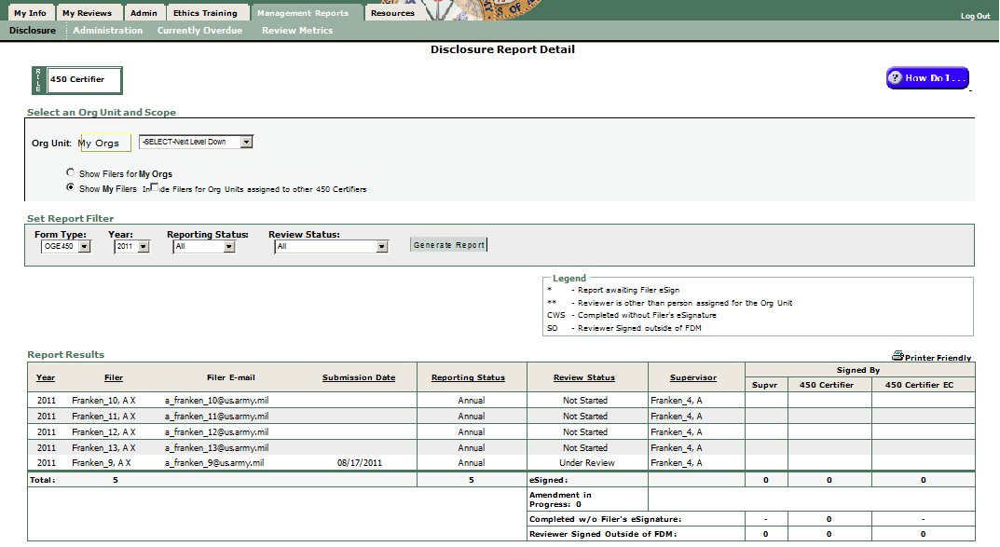 My Info My Reviews Admin Ethics Training Management Reports Resources
Log Out
Disclosure Administration Currently Overdue Review Metrics
Disclosure Report Detail
450 Certifier
? How Do I . . .
Select an Org Unit and Scope
Org Unit: My Orgs -SELECT-Next Level Down
Show Filers for My Orgs
Show My Filers In de Filers for Org Units assigned to other 450 Certifiers
Set Report Filter
Form Type: Year: Reporting Status: Review Status:
OGE450 2011 All All Generate Report
Legend
* - Report awaiting Filer eSign
** - Reviewer is other than person assigned for the Org Unit
CWS - Completed without Filer's eSignature
SO - Reviewer Signed outside of FDM
Report Results
Printer Friendly
Year Filer Filer E-mail Submission Date Reporting Status Review Status Supervisor Signed By
Supvr 450 Certifier 450 Certifier EC
2011 Franken_10, A X a_franken_10@us.army.mil Annual Not Started Franken_4, A
2011 Franken_11, A X a_franken_11@us.army.mil Annual Not Started Franken_4, A
2011 Franken_12, A X a_franken_12@us.army.mil Annual Not Started Franken_4, A
2011 Franken_13, A X a_franken_13@us.army.mil Annual Not Started Franken_4, A
2011 Franken_9, A X a_franken_9@us.army.mil 08/17/2011 Annual Under Review Franken_4, A
Total: 5 5 eSigned: 0 0 0
Amendment in
Progress: 0
Completed w/o Filer's eSignature: - 0 -
Reviewer Signed Outside of FDM: 0 0 0